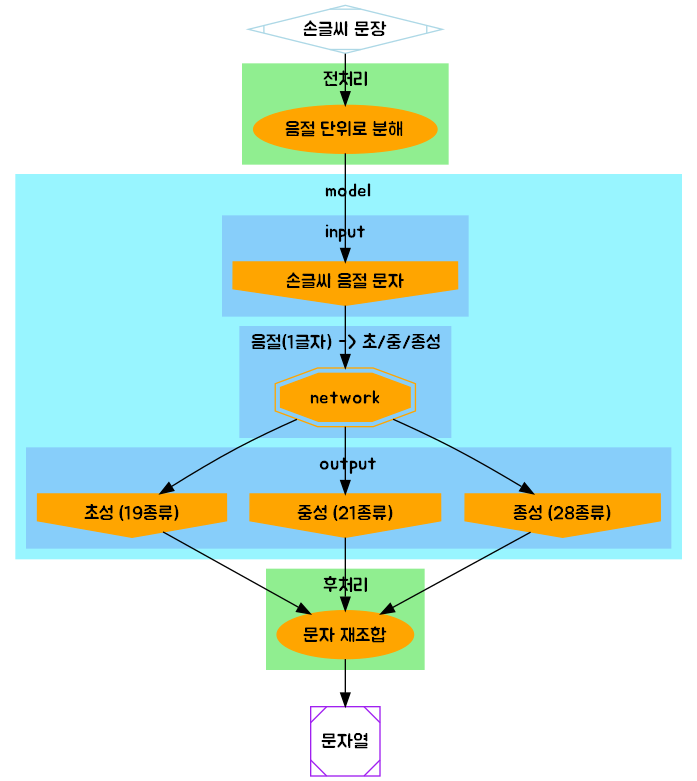 손글씨 문장
전처리
음절 단위로 분해
model
input
손글씨 음절 문자
음절(1글자) -> 초/중/종성
network
output
초성 (19종류)
중성 (21종류)
종성 (28종류)
후처리
문자 재조합
문자열